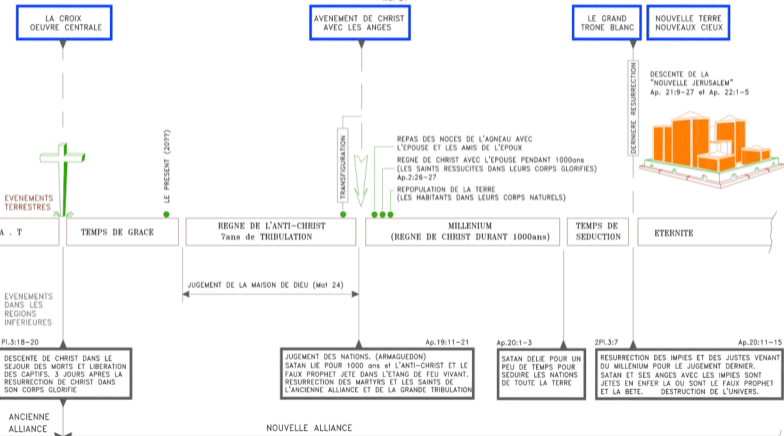 LA CROIX
OEUVRE CENTRALE
AVENEMENT DE CHRIST
AVEC LES ANGES
LE GRAND
TRONE BLANC
NOUVELLE TERRE
NOUVEAUX CIEUX
DESCENTE DE LA
"NOUVELLE JERUSALEM"
Ap. 21:9-27 et Ap. 22:1-5
DERNIERE RESURRECTION
LE PRESENT (20??)
TRANSFIGURATION
REPAS DES NOCES DE L'AGNEAU AVEC
L'EPOUSE ET LES AMIS DE L'EPOUX
REGNE DE CHRIST AVEC L'EPOUSE PENDANT 1000ans
(LES SAINTS RESSUCITES DANS LEURS CORPS GLORIFIES)
Ap.2:26-27
REPOPULATION DE LA TERRE
(LES HABITANTS DANS LEURS CORPS NATURELS)
EVENEMENTS
TERRESTRES
A . T
TEMPS DE GRACE
REGNE DE L'ANTI-CHRIST
7ans de TRIBULATION
MILLENIUM
(REGNE DE CHRIST DURANT 1000ans)
TEMPS DE
SEDUCTION
ETERNITE
JUGEMENT DE LA MAISON DE DIEU (Mat 24)
EVENEMENTS
DANS LES
REGIONS
INFERIEURES
PI.3:18-20
DESCENTE DE CHRIST DANS LE
SEJOUR DES MORTS ET LIBERATION
DES CAPTIFS. 3 JOURS APRES LA
RESURRECTION DE CHRIST DANS
SON CORPS GLORIFIE
Ap.19:11-21
JUGEMENT DES NATIONS. (ARMAGUEDON)
SATAN LIE POUR 1000 ans et L'ANTI-CHRIST ET LE
FAUX PROPHET JETE DANS L'ETANG DE FEU VIVANT.
RESURRECTION DES MARTYRS ET LES SAINTS DE
L'ANCIENNE ALLIANCE ET DE LA GRANDE TRIBULATION
Ap.20:1-3
SATAN DELIE POUR UN
PEU DE TEMPS POUR
SEDUIRE LES NATIONS
DE TOUTE LA TERRE
2PI.3:7
Ap.20:11-15
RESURRECTION DES IMPIES ET DES JUSTES VENANT
DU MILLENIUM POUR LE JUGEMENT DERNIER.
SATAN ET SES ANGES AVEC LES IMPIES SONT
JETES EN ENFER LA OU SONT LE FAUX PROPHET
ET LA BETE. DESTRUCTION DE L'UNIVERS.
ANCIENNE
ALLIANCE
NOUVELLE ALLIANCE